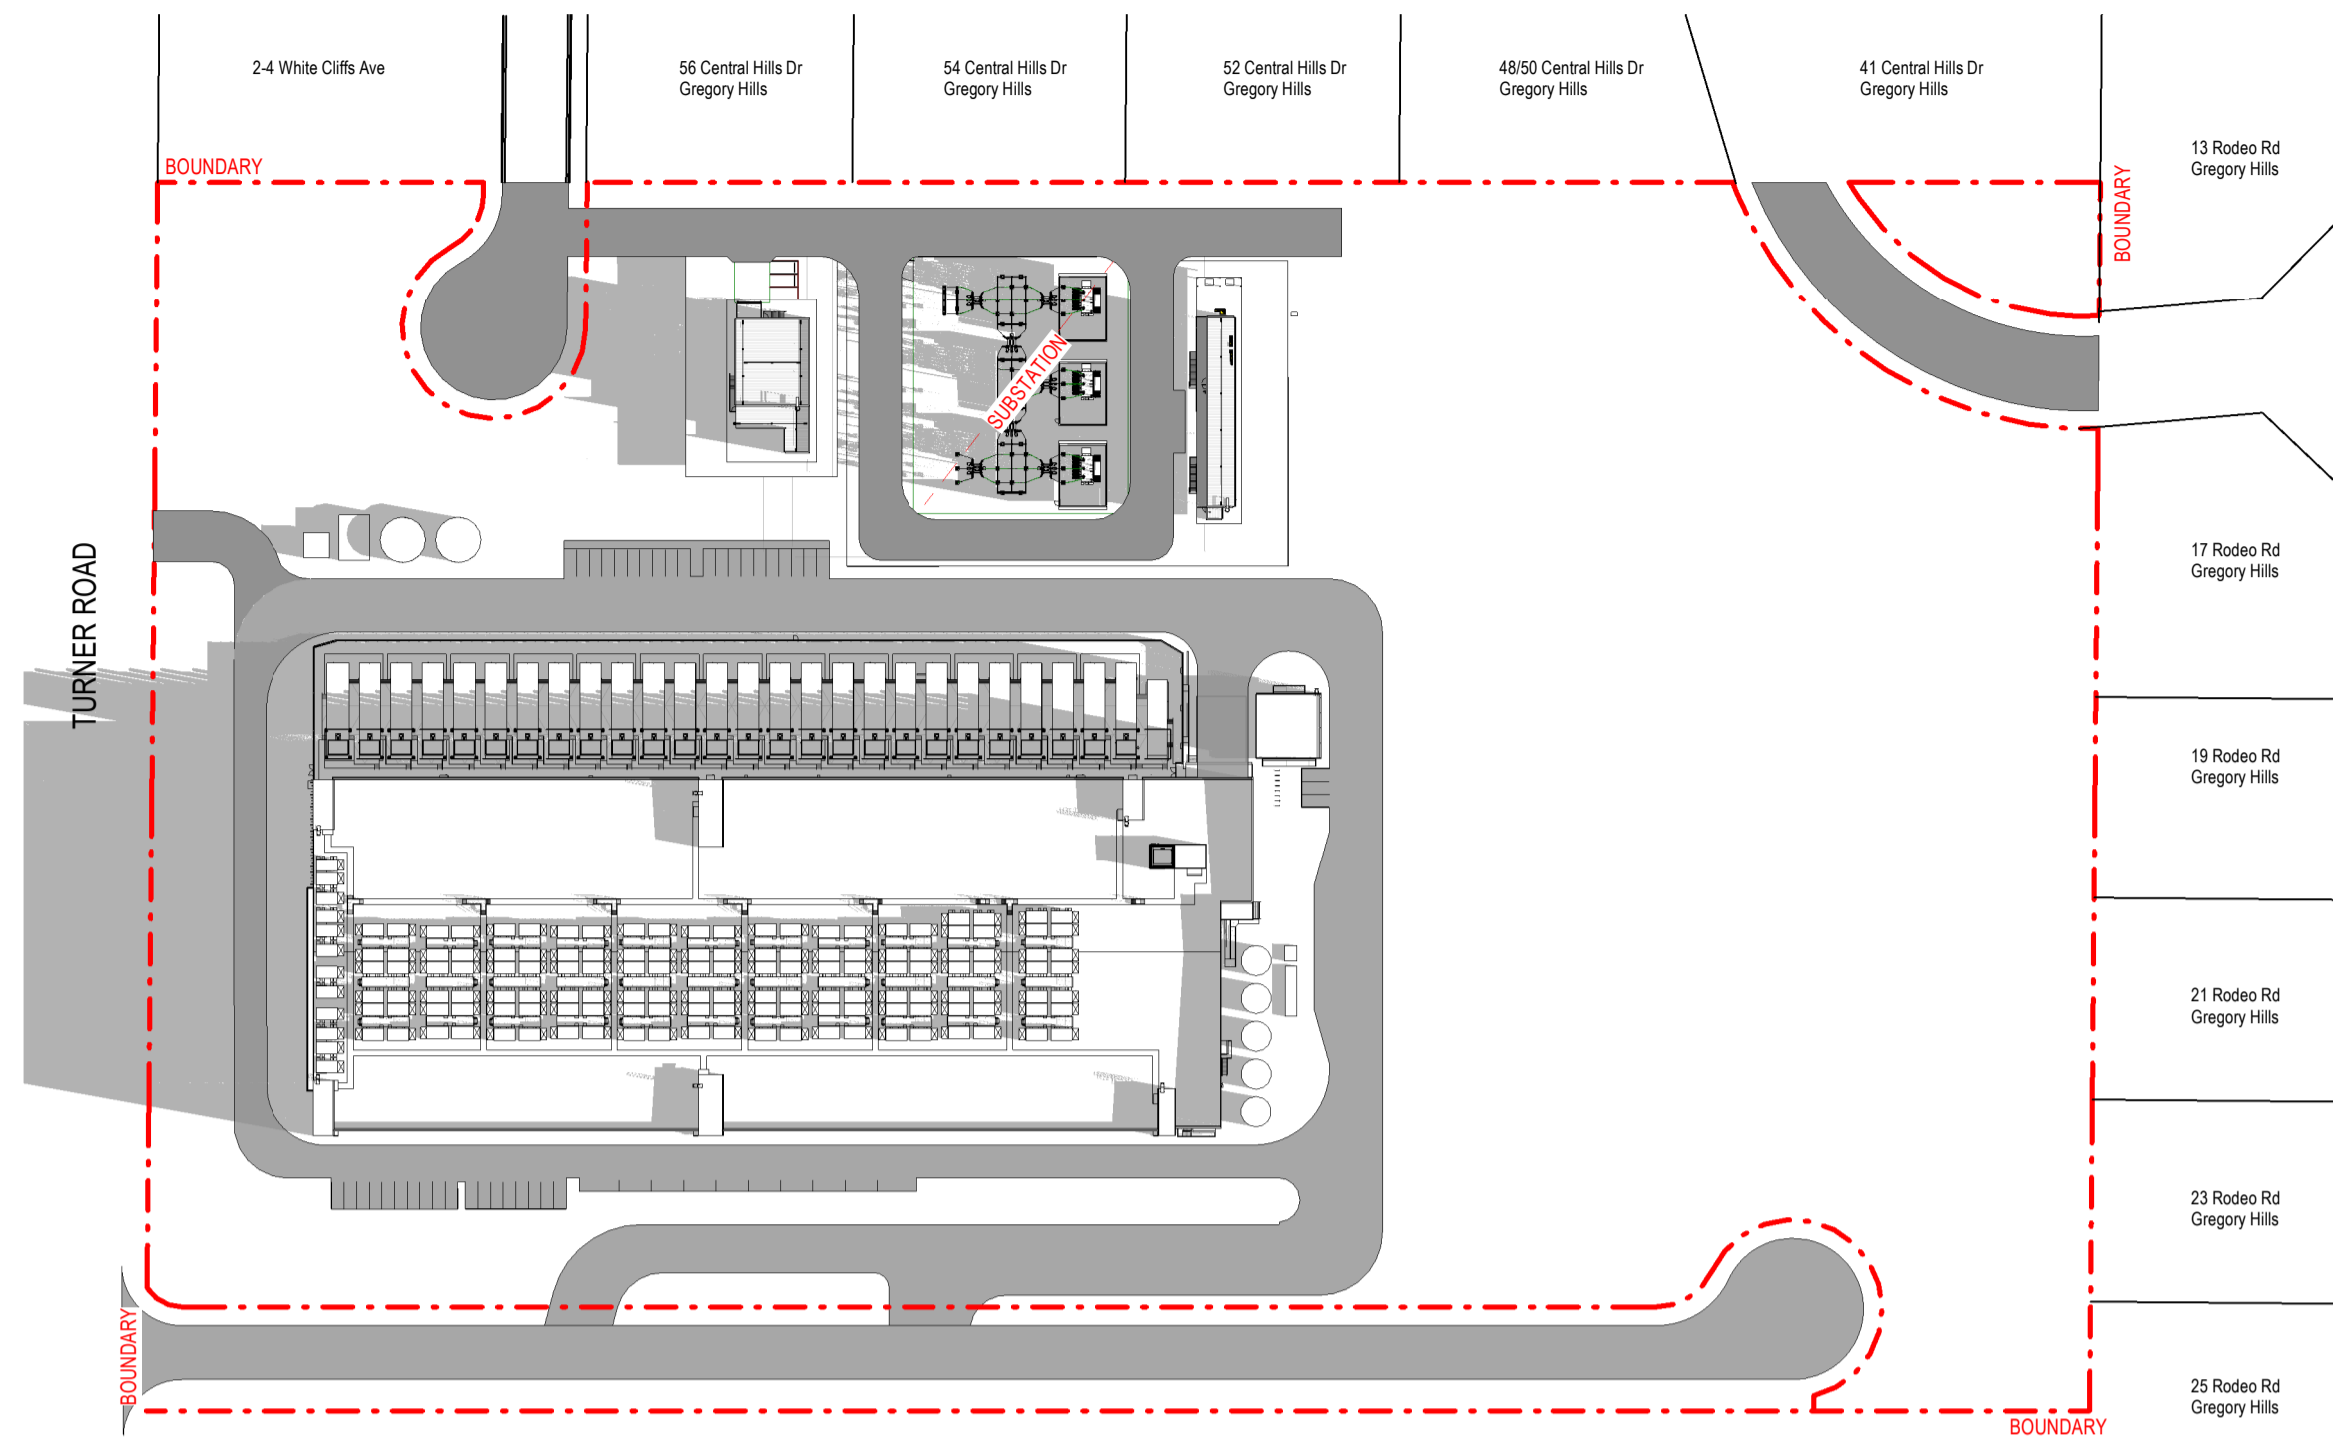 2-4 White Cliffs Ave
56 Central Hills Dr
Gregory Hills
54 Central Hills Dr
Gregory Hills
52 Central Hills Dr
Gregory Hills
48/50 Central Hills Dr
Gregory Hills
41 Central Hills Dr
Gregory Hills
13 Rodeo Rd
Gregory Hills
BOUNDARY
BOUNDARY
SUBSTATION
TURNER ROAD
17 Rodeo Rd
Gregory Hills
19 Rodeo Rd
Gregory Hills
21 Rodeo Rd
Gregory Hills
23 Rodeo Rd
Gregory Hills
BOUNDARY
25 Rodeo Rd
Gregory Hills
BOUNDARY